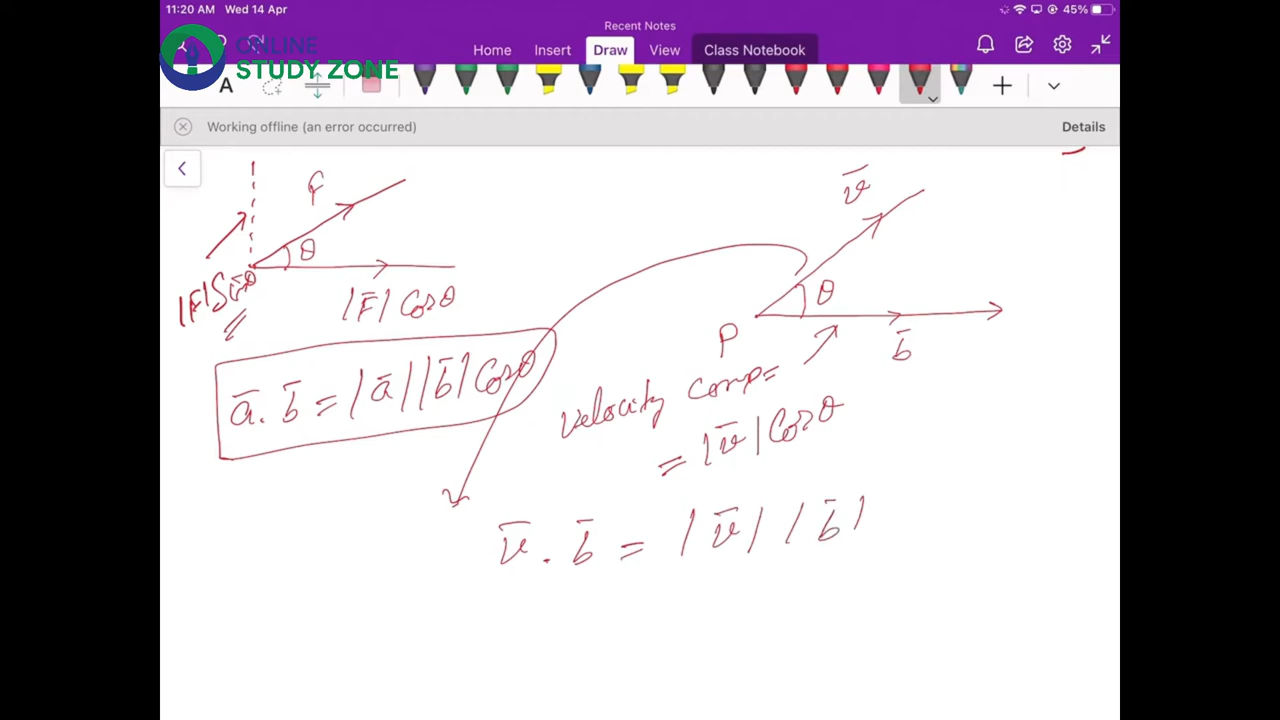 11:20 AM Wed 14 Apr
45%
Recent Notes
ONLINE
STUDY ZONE
Home Insert Draw View Class Notebook
A
Working offline (an error occurred)
Details
F
θ
|F| Sinθ
|F̄| Cosθ
ā . b̄ = |ā| |b̄| Cosθ
v̄
θ
P
b̄
velocity comp =
= |v̄| Cosθ
v̄ . b̄ = |v̄| |b̄|